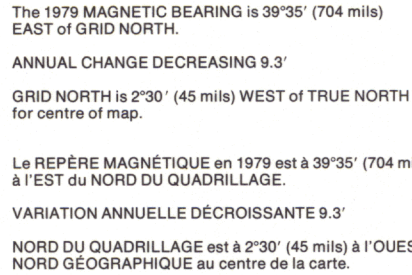 The 1979 MAGNETIC BEARING is 39°35′ (704 mils)
EAST of GRID NORTH.
ANNUAL CHANGE DECREASING 9.3′
GRID NORTH is 2°30′ (45 mils) WEST of TRUE NORTH
for centre of map.
Le REPÈRE MAGNÉTIQUE en 1979 est à 39°35′ (704 m
à l'EST du NORD DU QUADRILLAGE.
VARIATION ANNUELLE DÉCROISSANTE 9.3′
NORD DU QUADRILLAGE est à 2°30′ (45 mils) à l'OUES
NORD GÉOGRAPHIQUE au centre de la carte.